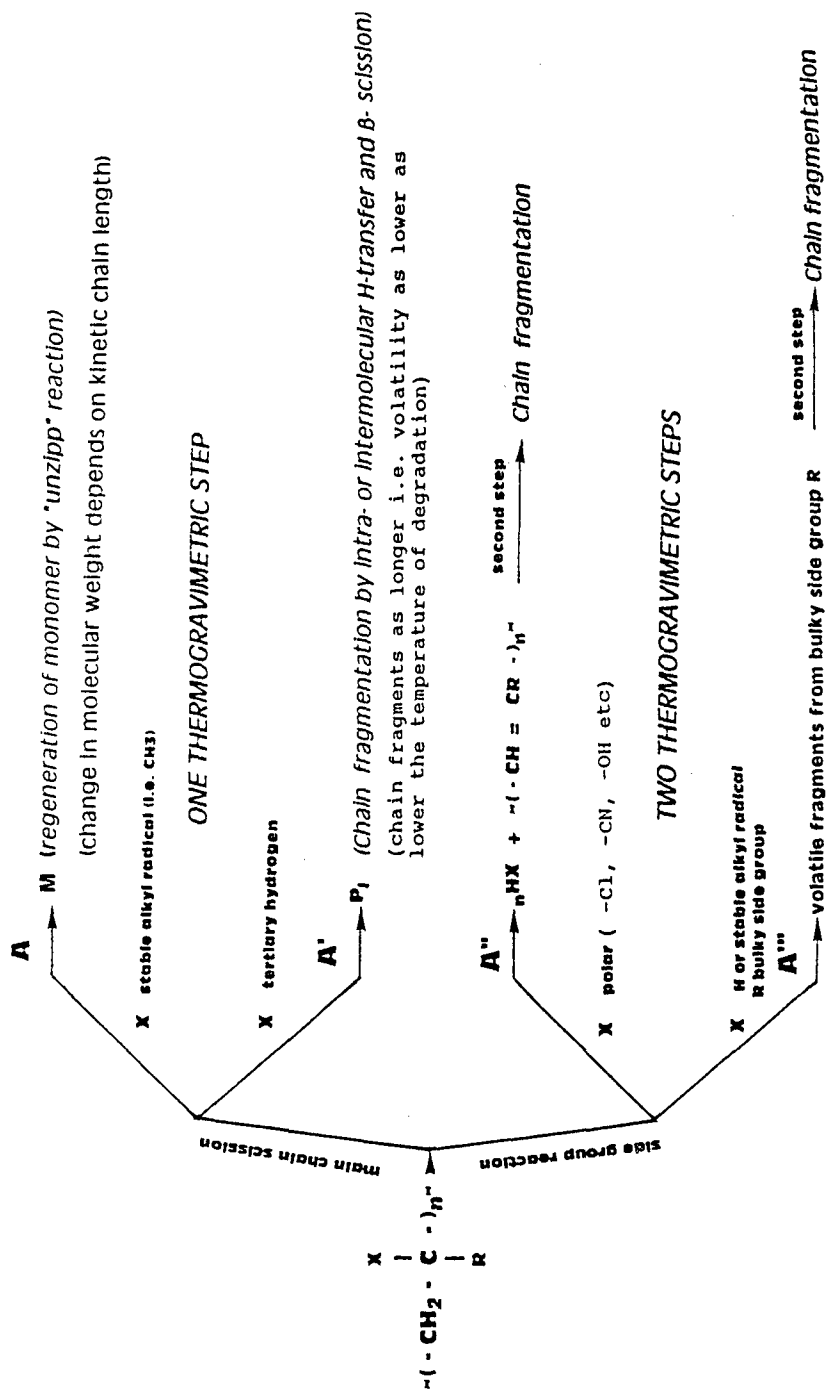 A
M (regeneration of monomer by "unzipp" reaction)
(change in molecular weight depends on kinetic chain length)
X stable alkyl radical (i.e. CH3)
ONE THERMOGRAVIMETRIC STEP
X tertiary hydrogen
A'
Pi (Chain fragmentation by intra- or intermolecular H-transfer and β- scission)
(chain fragments as longer i.e. volatility as lower as
lower the temperature of degradation)
main chain scission
X
~( - CH2 - C - )n~
R
side group reaction
A''
nHX + ~( - CH = CR - )n~ second step Chain fragmentation
X polar ( -Cl, -CN, -OH etc)
TWO THERMOGRAVIMETRIC STEPS
X H or stable alkyl radical
R bulky side group
A'''
volatile fragments from bulky side group R second step Chain fragmentation